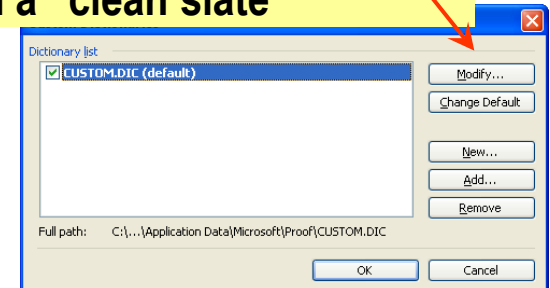 a "clean slate"
Dictionary list
CUSTOM.DIC (default)
Modify...
Change Default
New...
Add...
Remove
Full path: C:\...\Application Data\Microsoft\Proof\CUSTOM.DIC
OK
Cancel